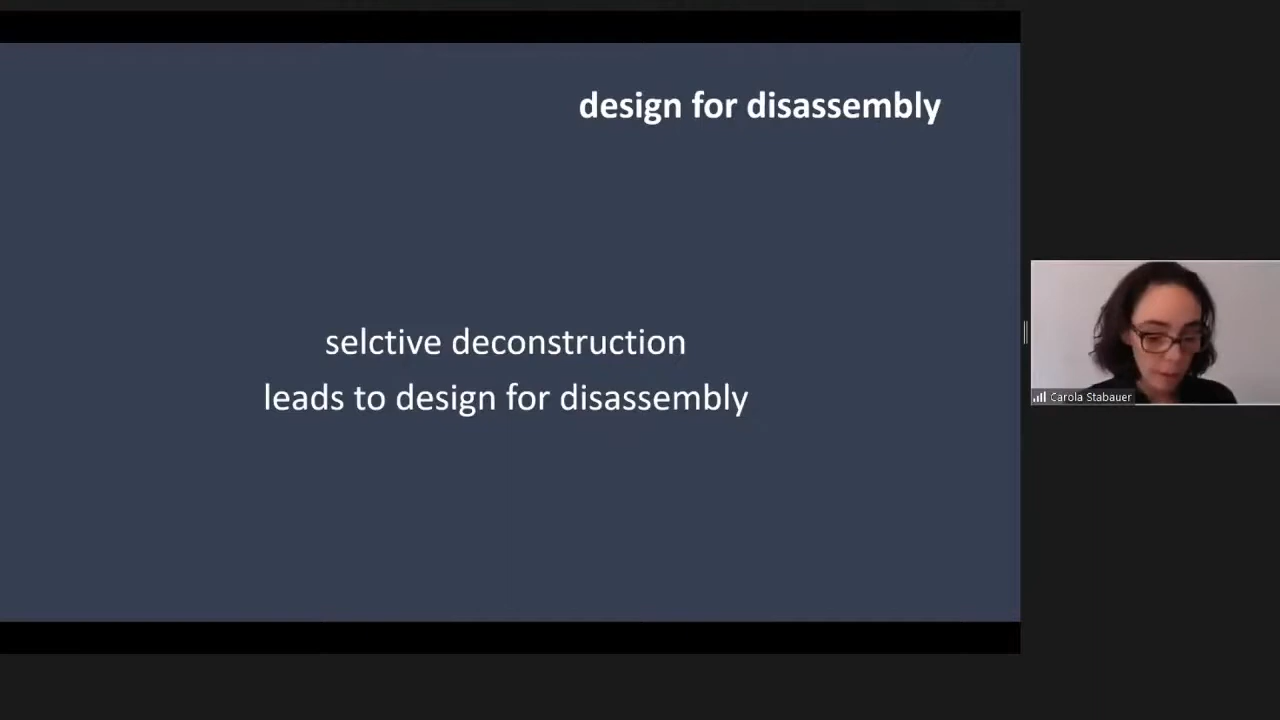 design for disassembly
selctive deconstruction
leads to design for disassembly
Carola Stabauer